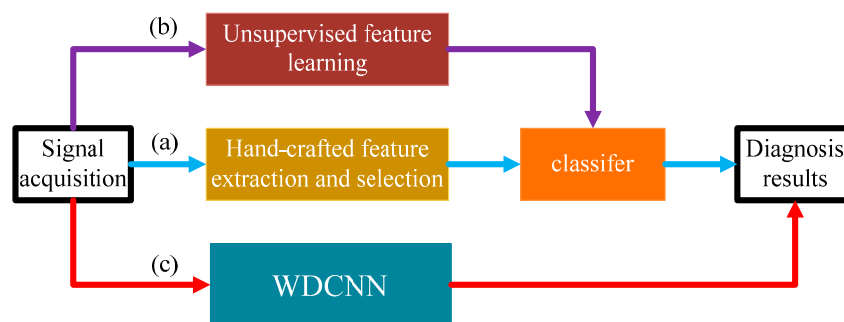 (b)
Unsupervised feature
learning
Signal
acquisition
(a)
Hand-crafted feature
extraction and selection
classifer
Diagnosis
results
(c)
WDCNN